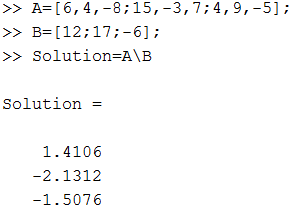 >> A=[6,4,-8;15,-3,7;4,9,-5];
>> B=[12;17;-6];
>> Solution=A\B
Solution =
1.4106
-2.1312
-1.5076